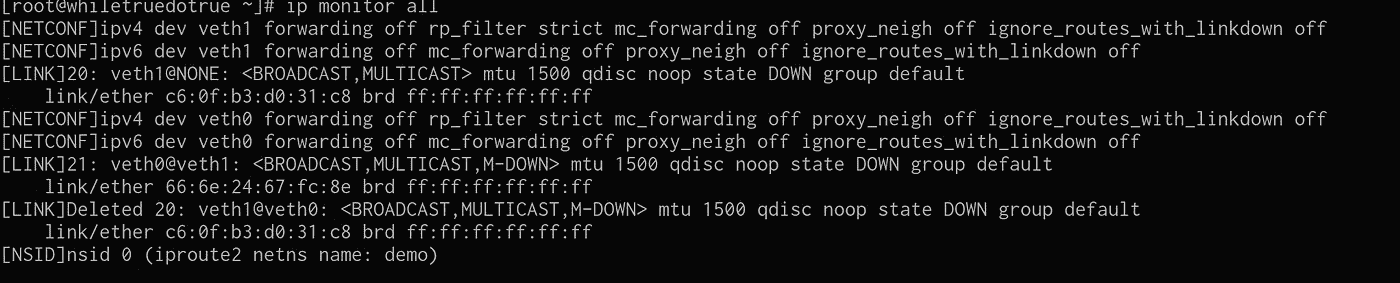 [root@whiletruedotrue ~]# ip monitor all
[NETCONF]ipv4 dev veth1 forwarding off rp_filter strict mc_forwarding off proxy_neigh off ignore_routes_with_linkdown off
[NETCONF]ipv6 dev veth1 forwarding off mc_forwarding off proxy_neigh off ignore_routes_with_linkdown off
[LINK]20: veth1@NONE: <BROADCAST,MULTICAST> mtu 1500 qdisc noop state DOWN group default
    link/ether c6:0f:b3:d0:31:c8 brd ff:ff:ff:ff:ff:ff
[NETCONF]ipv4 dev veth0 forwarding off rp_filter strict mc_forwarding off proxy_neigh off ignore_routes_with_linkdown off
[NETCONF]ipv6 dev veth0 forwarding off mc_forwarding off proxy_neigh off ignore_routes_with_linkdown off
[LINK]21: veth0@veth1: <BROADCAST,MULTICAST,M-DOWN> mtu 1500 qdisc noop state DOWN group default
    link/ether 66:6e:24:67:fc:8e brd ff:ff:ff:ff:ff:ff
[LINK]Deleted 20: veth1@veth0: <BROADCAST,MULTICAST,M-DOWN> mtu 1500 qdisc noop state DOWN group default
    link/ether c6:0f:b3:d0:31:c8 brd ff:ff:ff:ff:ff:ff
[NSID]nsid 0 (iproute2 netns name: demo)